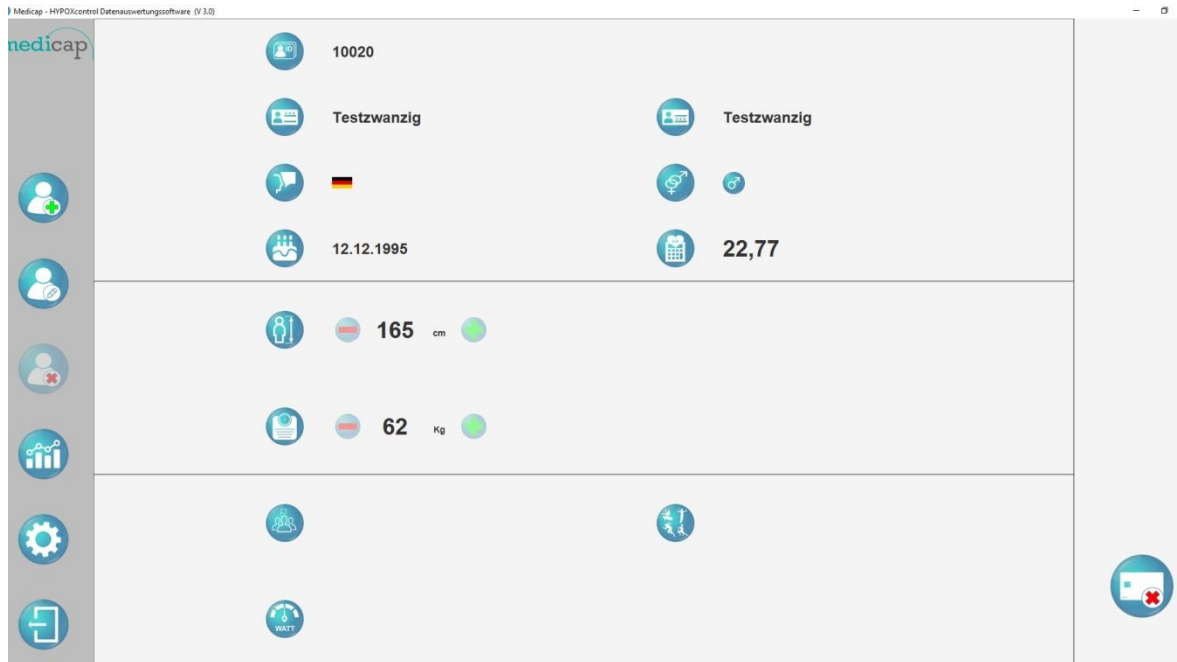 Medicap - HYPOXcontrol Datenauswertungssoftware (V 3.0)
medicap
ID 10020
Testzwanzig Testzwanzig
12.12.1995 22,77
165 cm
62 Kg
WATT